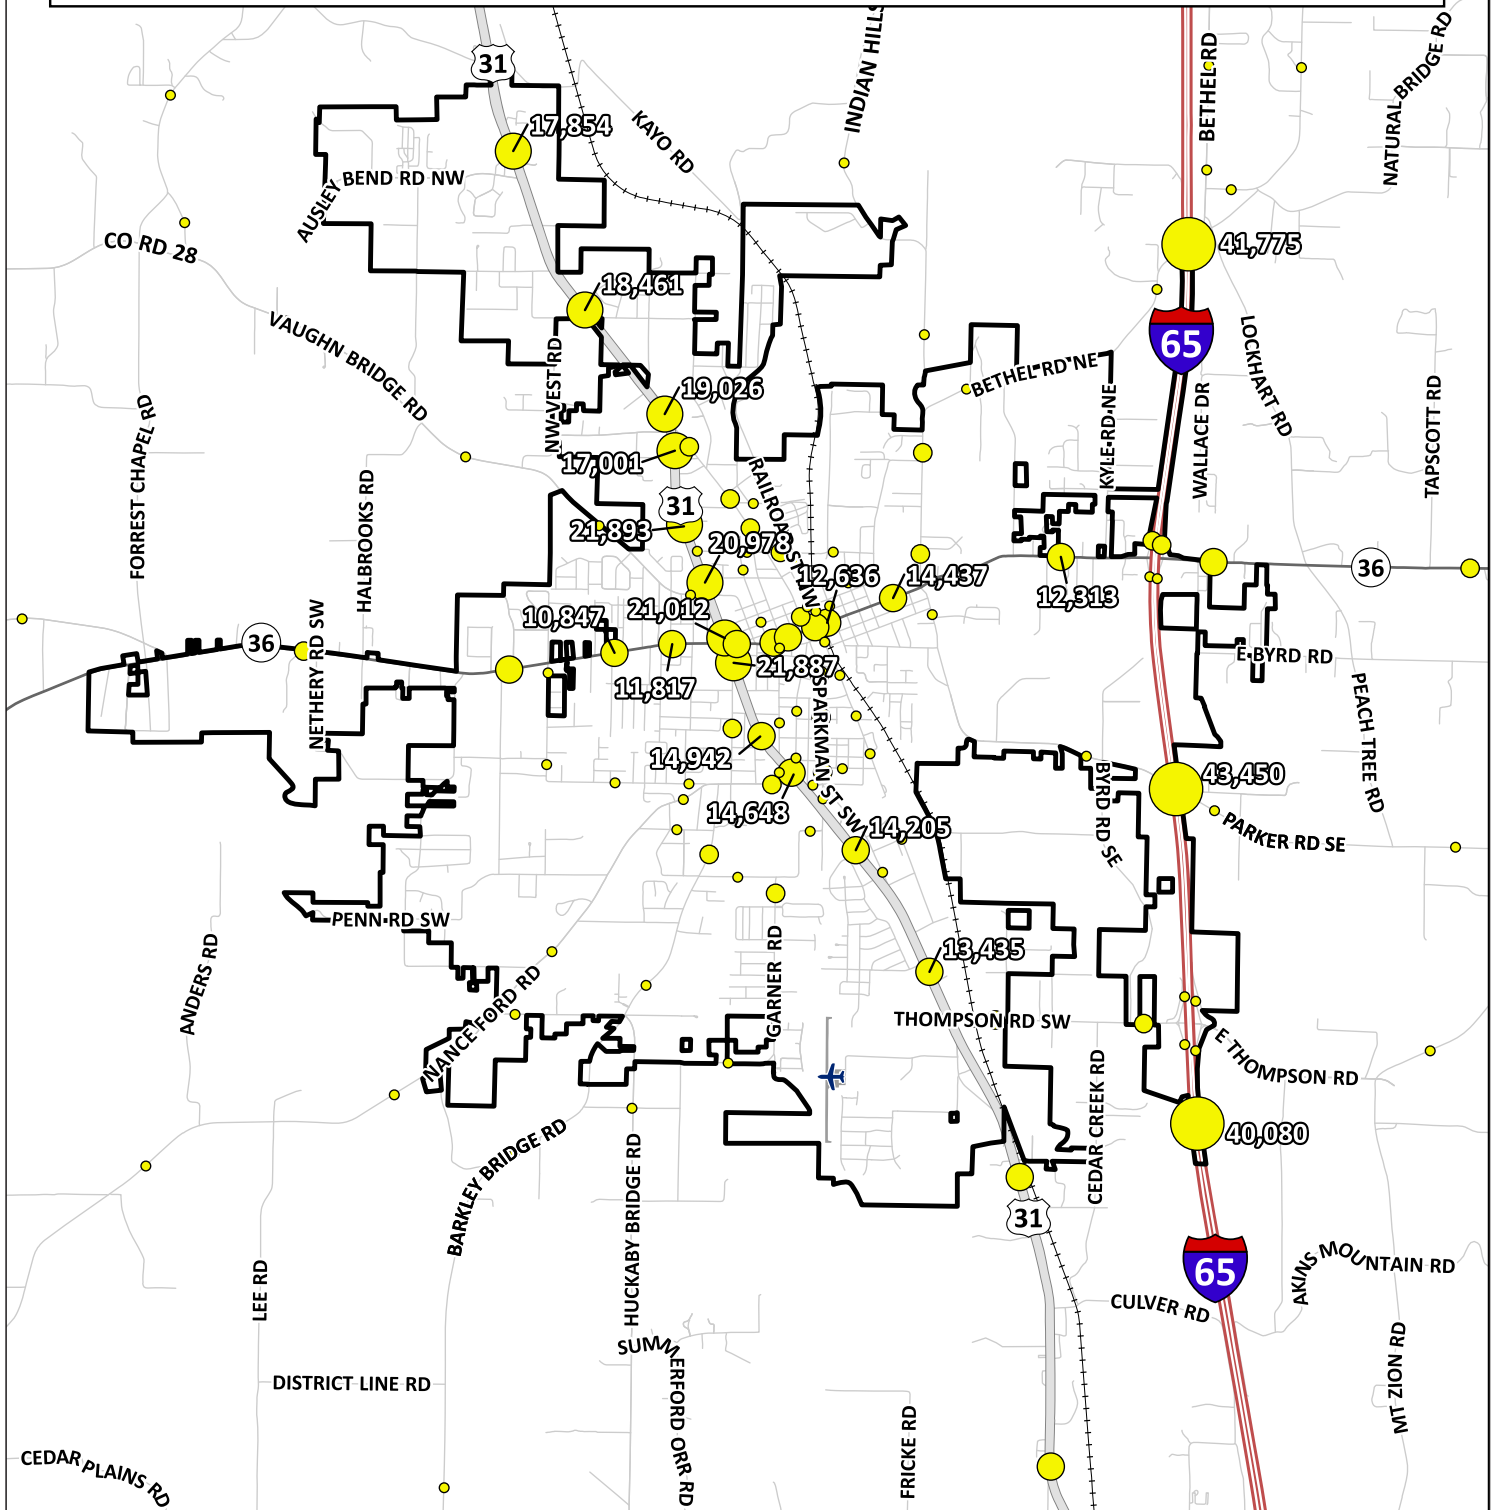 INDIAN HILLS
BETHEL RD
NATURAL BRIDGE RD
31
17,854
KAYO RD
AUSLEY BEND RD NW
CO RD 28
41,775
18,461
VAUGHN BRIDGE RD
NW VEST RD
65
LOCKHART RD
BETHEL RD NE
19,026
KYLE RD NE
WALLACE DR
TAPSCOTT RD
FORREST CHAPEL RD
HALBROOKS RD
17,001
RAILROAD ST NW
31
21,893
20,978
12,636
14,437
12,313
36
10,847
21,012
36
NETHERY RD SW
11,817
21,887
E BYRD RD
SPARKMAN ST SW
PEACH TREE RD
14,942
43,450
BYRD RD SE
14,648
14,205
PARKER RD SE
PENN RD SW
ANDERS RD
GARNER RD
13,435
NANCE FORD RD
THOMPSON RD SW
E THOMPSON RD
CEDAR CREEK RD
40,080
BARKLEY BRIDGE RD
HUCKABY BRIDGE RD
31
65
AKINS MOUNTAIN RD
LEE RD
CULVER RD
SUMMERFORD ORR RD
MT ZION RD
DISTRICT LINE RD
FRICKE RD
CEDAR PLAINS RD